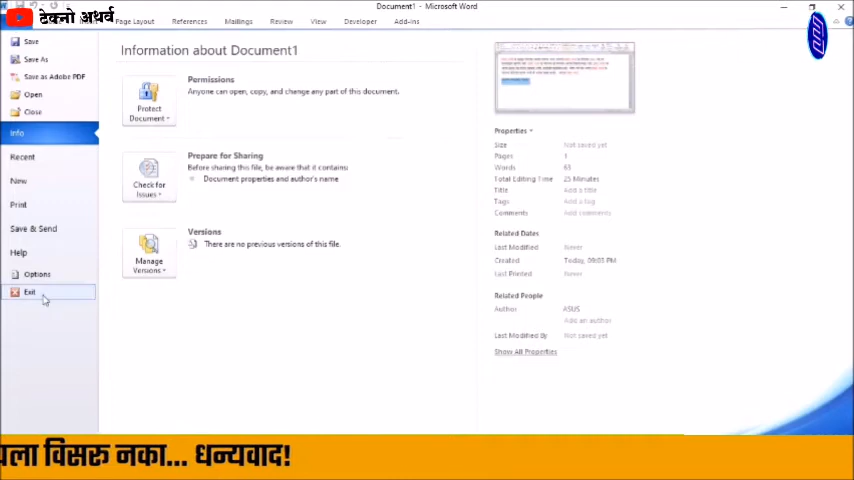 Document1 - Microsoft Word
टेक्नो अथर्व
Page Layout
References
Mailings
Review
View
Developer
Add-Ins
Save
Save As
Save as Adobe PDF
Open
Close
Info
Recent
New
Print
Save & Send
Help
Options
Exit
Information about Document1
Protect
Document
Permissions
Anyone can open, copy, and change any part of this document.
Check for
Issues
Prepare for Sharing
Before sharing this file, be aware that it contains:
Document properties and author's name
Manage
Versions
Versions
There are no previous versions of this file.
Properties
Size Not saved yet
Pages 1
Words 65
Total Editing Time 25 Minutes
Title Add a title
Tags Add a tag
Comments Add comments
Related Dates
Last Modified Never
Created Today, 09:03 PM
Last Printed Never
Related People
Author ASUS
Add an author
Last Modified By Not saved yet
Show All Properties
विसरू नका... धन्यवाद!